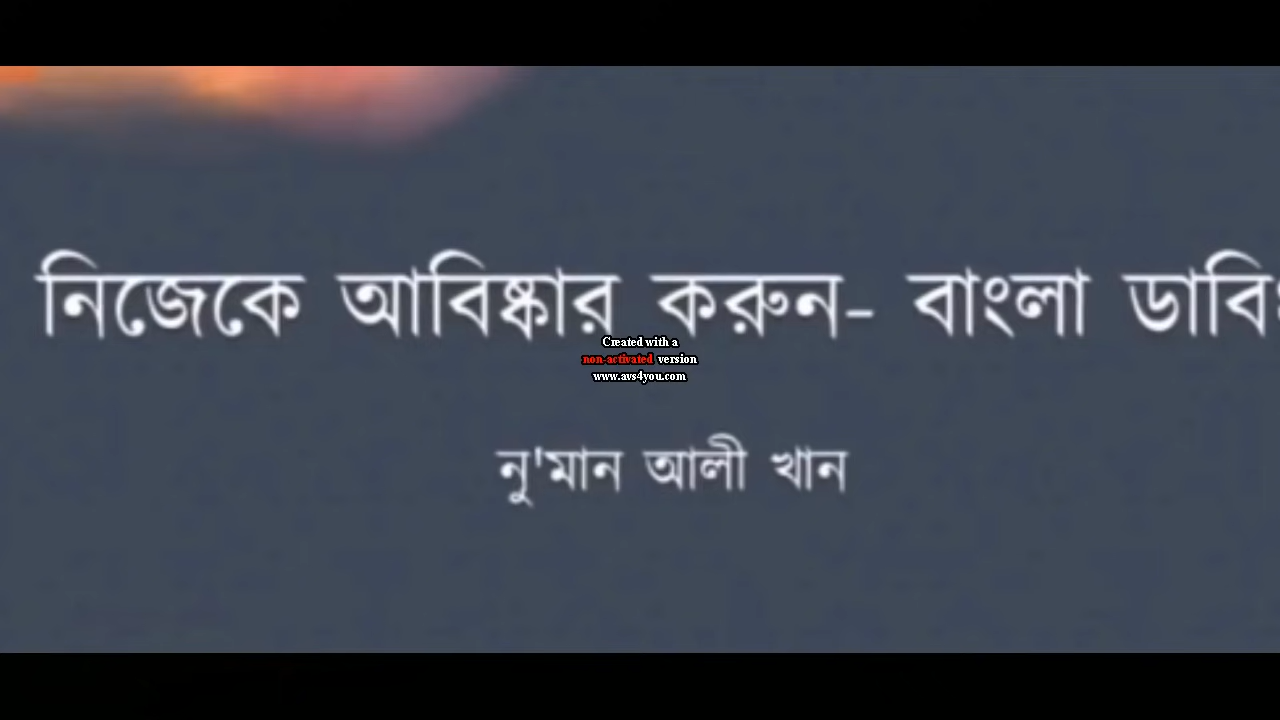 নিজেকে আবিষ্কার করুন- বাংলা
Created with a
non-activated version
www.avs4you.com
নু'মান আলী খান